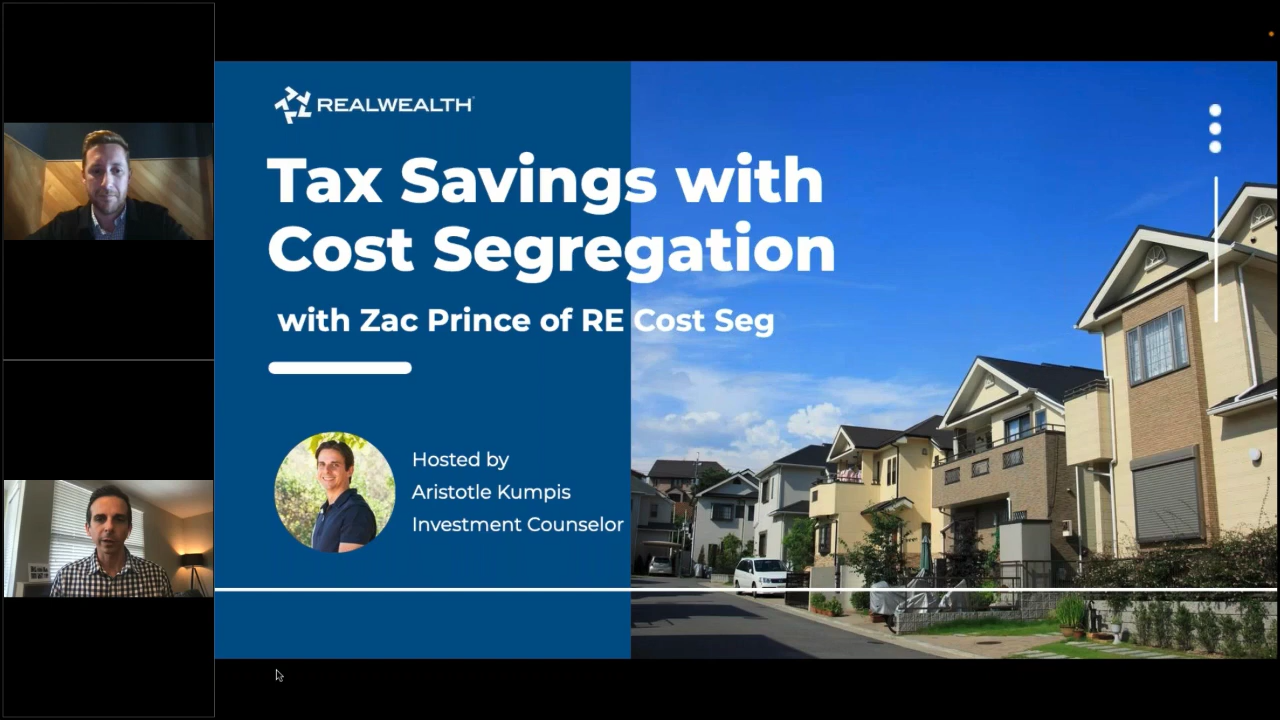 REALWEALTH
Tax Savings with
Cost Segregation
with Zac Prince of RE Cost Seg
Hosted by
Aristotle Kumpis
Investment Counselor